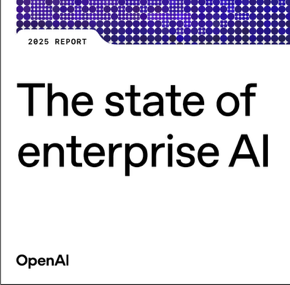 2025 REPORT
The state of
enterprise AI
OpenAI